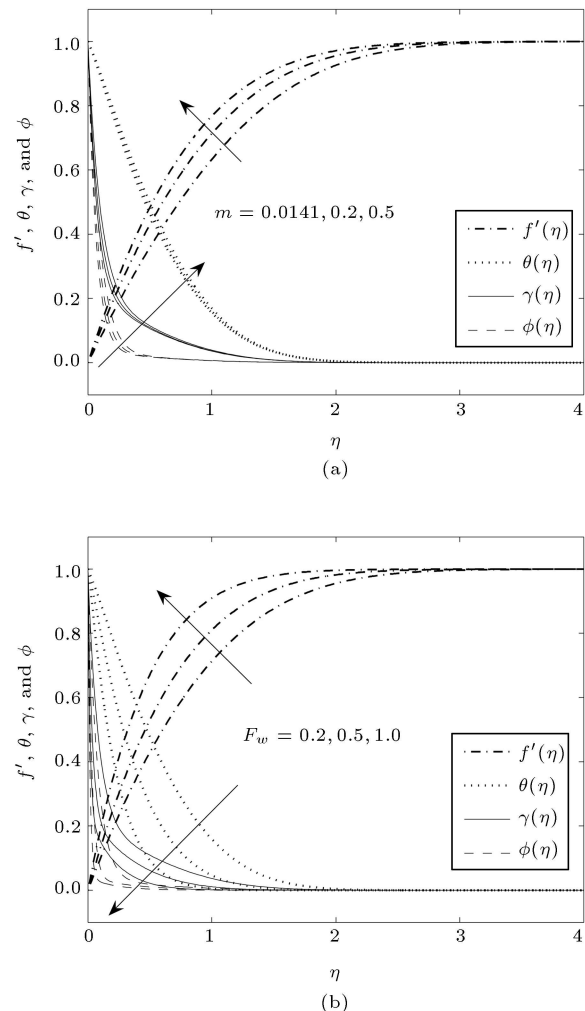 1.0
0.8
0.6
0.4
0.2
0.0
f′, θ, γ, and ϕ
m = 0.0141, 0.2, 0.5
f′(η)
θ(η)
γ(η)
ϕ(η)
0 1 2 3 4
η
(a)
1.0
0.8
0.6
0.4
0.2
0.0
f′, θ, γ, and ϕ
F_w = 0.2, 0.5, 1.0
f′(η)
θ(η)
γ(η)
ϕ(η)
0 1 2 3 4
η
(b)